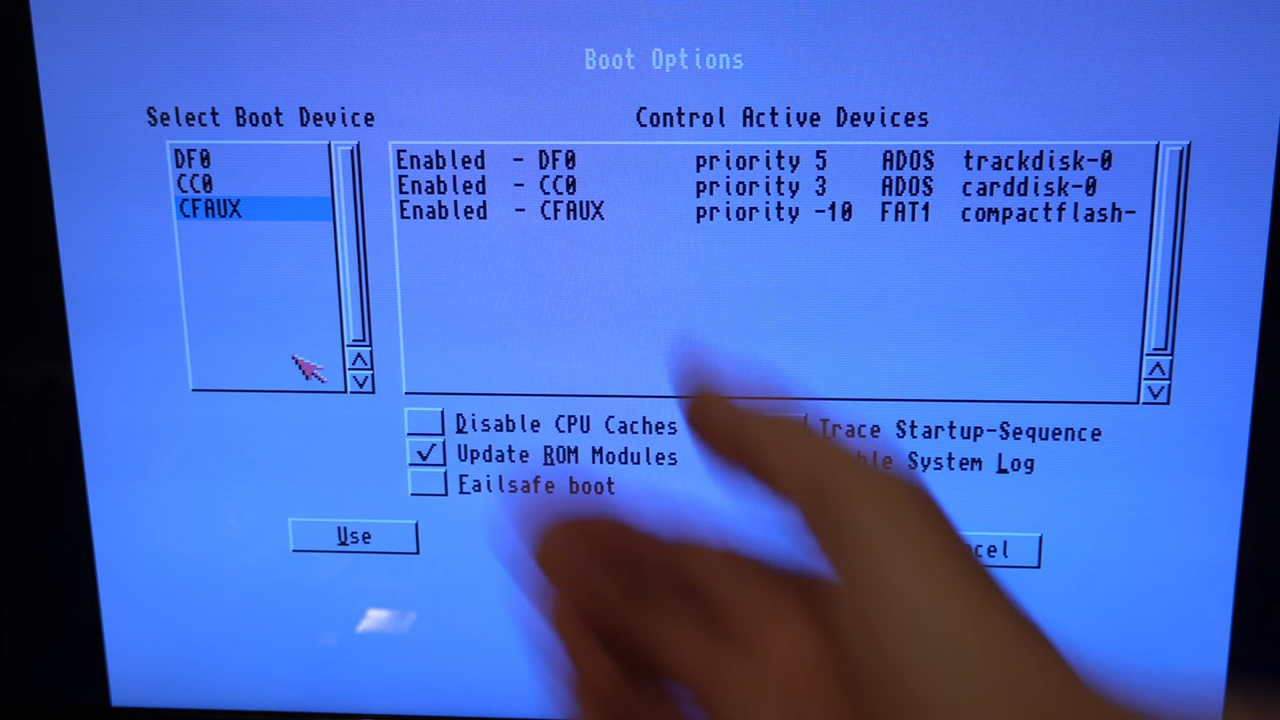 Boot Options
Select Boot Device
Control Active Devices
DF0
CC0
CFAUX
Enabled - DF0 priority 5 ADOS trackdisk-0
Enabled - CC0 priority 3 ADOS carddisk-0
Enabled - CFAUX priority -10 FAT1 compactflash-
Disable CPU Caches
Trace Startup-Sequence
Update ROM Modules
System Log
Failsafe boot
Use